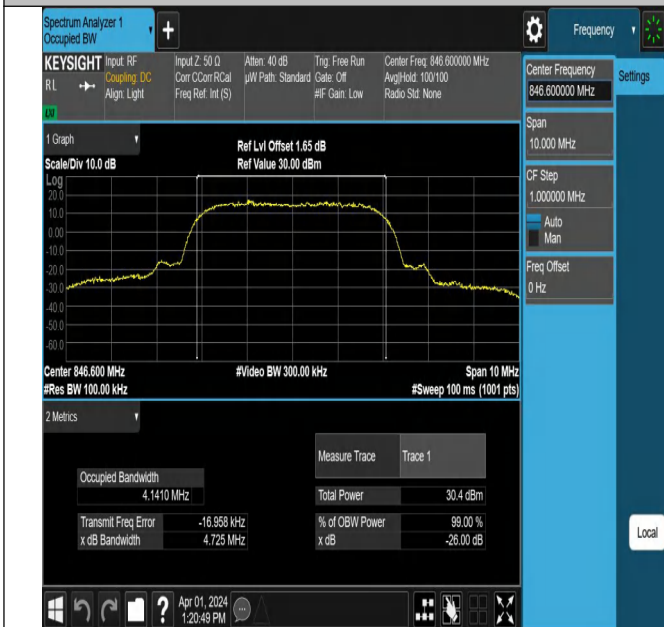 Spectrum Analyzer 1
Occupied BW
Frequency
KEYSIGHT
RL
LXI
Input: RF
Coupling: DC
Align: Light
Input Z: 50 Ω
Corr CCorr RCal
Freq Ref: Int (S)
Atten: 40 dB
µW Path: Standard
Trig: Free Run
Gate: Off
#IF Gain: Low
Center Freq: 846.600000 MHz
Avg|Hold: 100/100
Radio Std: None
Center Frequency
846.600000 MHz
Settings
Span
10.000 MHz
CF Step
1.000000 MHz
Auto
Man
Freq Offset
0 Hz
1 Graph
Ref Lvl Offset 1.65 dB
Scale/Div 10.0 dB
Ref Value 30.00 dBm
Log
20.0
10.0
0.00
-10.0
-20.0
-30.0
-40.0
-50.0
-60.0
Center 846.600 MHz
#Video BW 300.00 kHz
Span 10 MHz
#Res BW 100.00 kHz
#Sweep 100 ms (1001 pts)
2 Metrics
Measure Trace
Trace 1
Occupied Bandwidth
4.1410 MHz
Total Power
30.4 dBm
Transmit Freq Error
-16.958 kHz
% of OBW Power
99.00 %
x dB Bandwidth
4.725 MHz
x dB
-26.00 dB
Local
Apr 01, 2024
1:20:49 PM